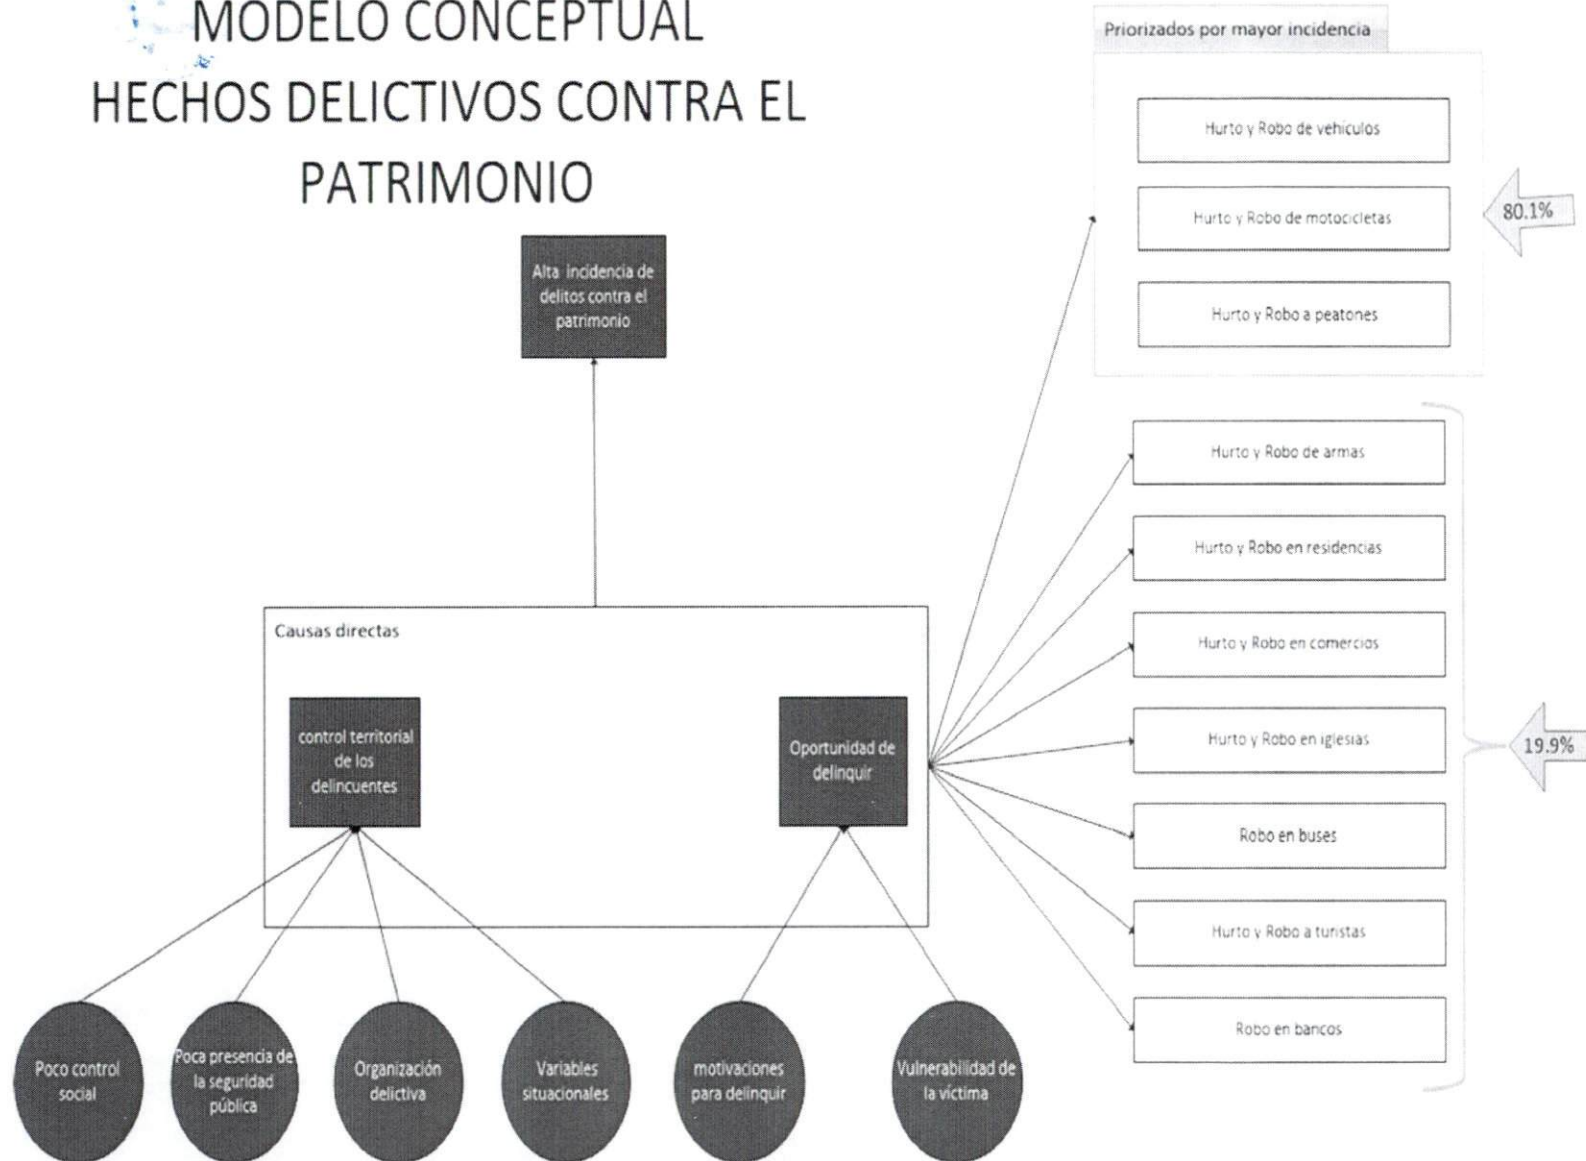 MODELO CONCEPTUAL
HECHOS DELICTIVOS CONTRA EL
PATRIMONIO
Alta incidencia de
delitos contra el
patrimonio
Causas directas
control territorial
de los
delincuentes
Oportunidad de
delinquir
Poco control
social
Poca presencia de
la seguridad
pública
Organización
delictiva
Variables
situacionales
motivaciones
para delinquir
Vulnerabilidad de
la víctima
Priorizados por mayor incidencia
Hurto y Robo de vehículos
Hurto y Robo de motocicletas
Hurto y Robo a peatones
80.1%
Hurto y Robo de armas
Hurto y Robo en residencias
Hurto y Robo en comercios
Hurto y Robo en iglesias
Robo en buses
Hurto y Robo a turistas
Robo en bancos
19.9%